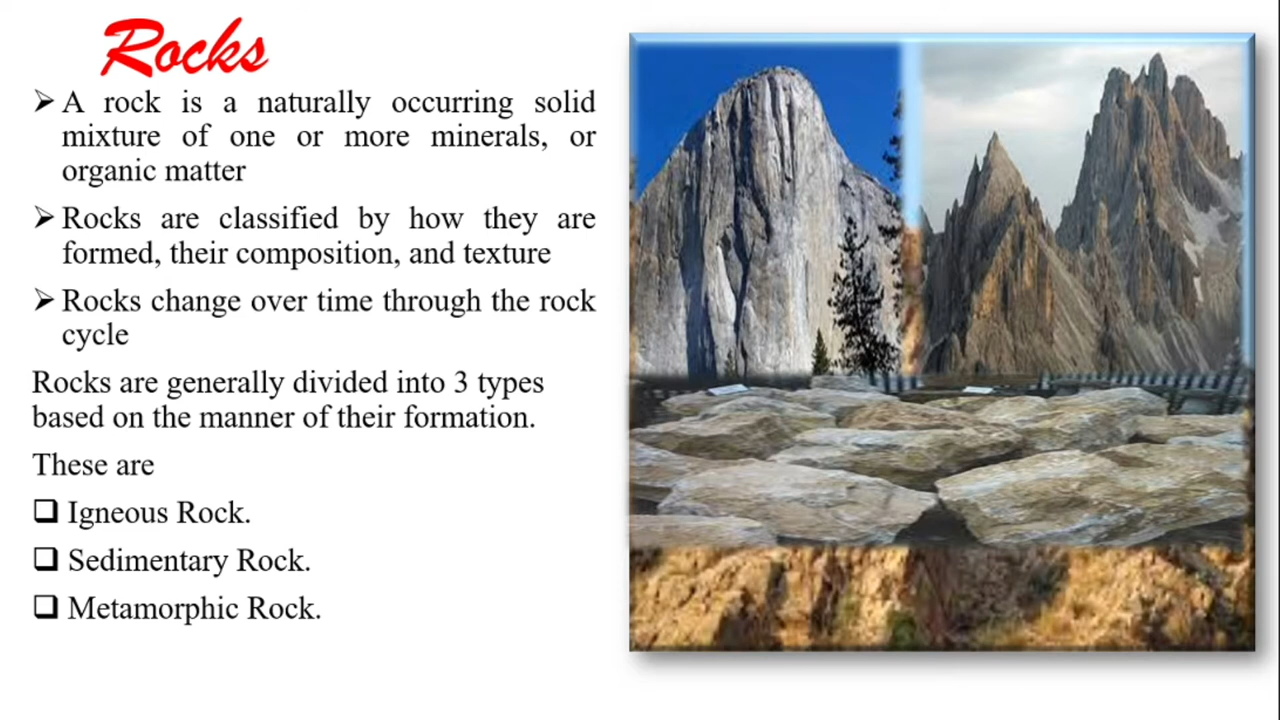 Rocks
➢ A rock is a naturally occurring solid
mixture of one or more minerals, or
organic matter
➢ Rocks are classified by how they are
formed, their composition, and texture
➢ Rocks change over time through the rock
cycle
Rocks are generally divided into 3 types
based on the manner of their formation.
These are
❑ Igneous Rock.
❑ Sedimentary Rock.
❑ Metamorphic Rock.